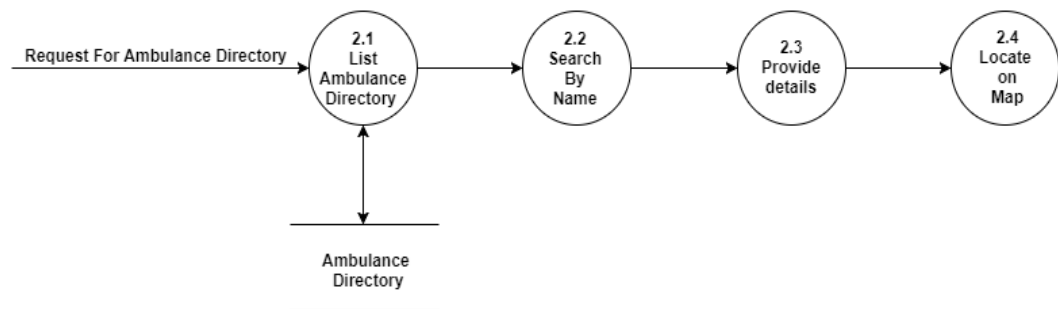 Request For Ambulance Directory
2.1
List
Ambulance
Directory
2.2
Search
By
Name
2.3
Provide
details
2.4
Locate
on
Map
Ambulance
Directory